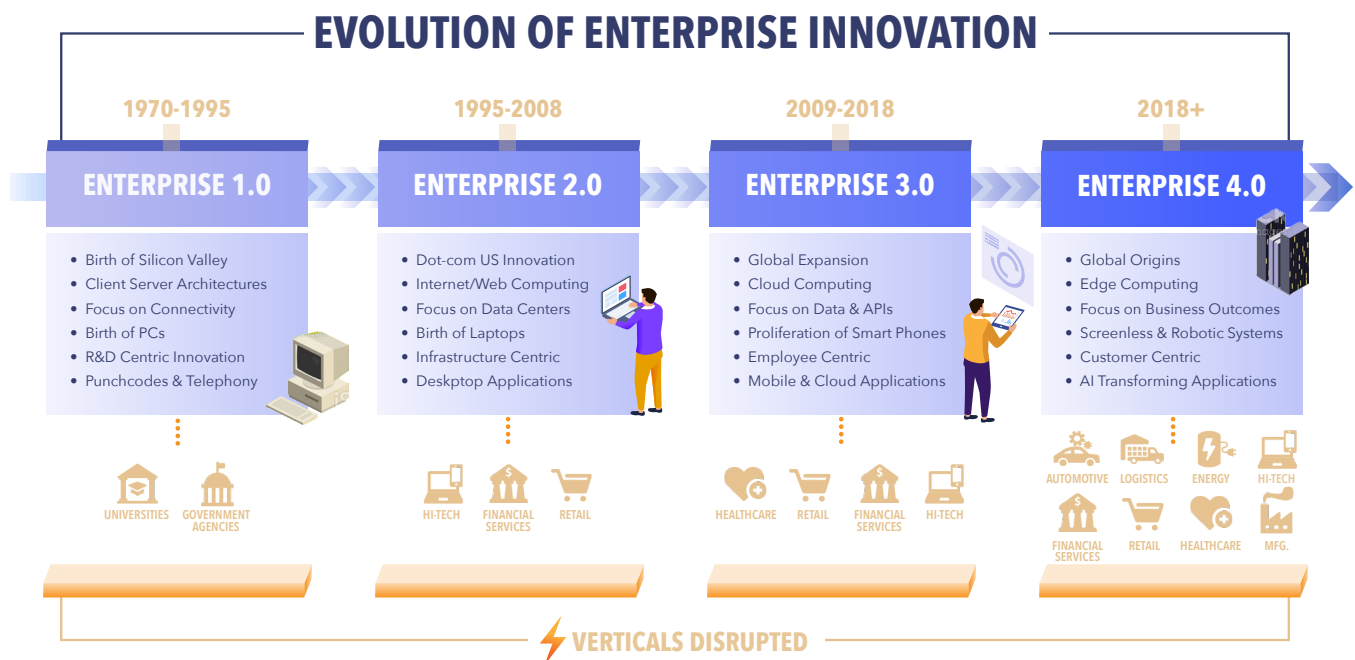 EVOLUTION OF ENTERPRISE INNOVATION
1970-1995
ENTERPRISE 1.0
• Birth of Silicon Valley
• Client Server Architectures
• Focus on Connectivity
• Birth of PCs
• R&D Centric Innovation
• Punchcodes & Telephony
UNIVERSITIES
GOVERNMENT
AGENCIES
1995-2008
ENTERPRISE 2.0
• Dot-com US Innovation
• Internet/Web Computing
• Focus on Data Centers
• Birth of Laptops
• Infrastructure Centric
• Deskptop Applications
HI-TECH
FINANCIAL
SERVICES
RETAIL
2009-2018
ENTERPRISE 3.0
• Global Expansion
• Cloud Computing
• Focus on Data & APIs
• Proliferation of Smart Phones
• Employee Centric
• Mobile & Cloud Applications
HEALTHCARE
RETAIL
FINANCIAL
SERVICES
HI-TECH
2018+
ENTERPRISE 4.0
• Global Origins
• Edge Computing
• Focus on Business Outcomes
• Screenless & Robotic Systems
• Customer Centric
• AI Transforming Applications
AUTOMOTIVE
LOGISTICS
ENERGY
HI-TECH
FINANCIAL
SERVICES
RETAIL
HEALTHCARE
MFG.
VERTICALS DISRUPTED